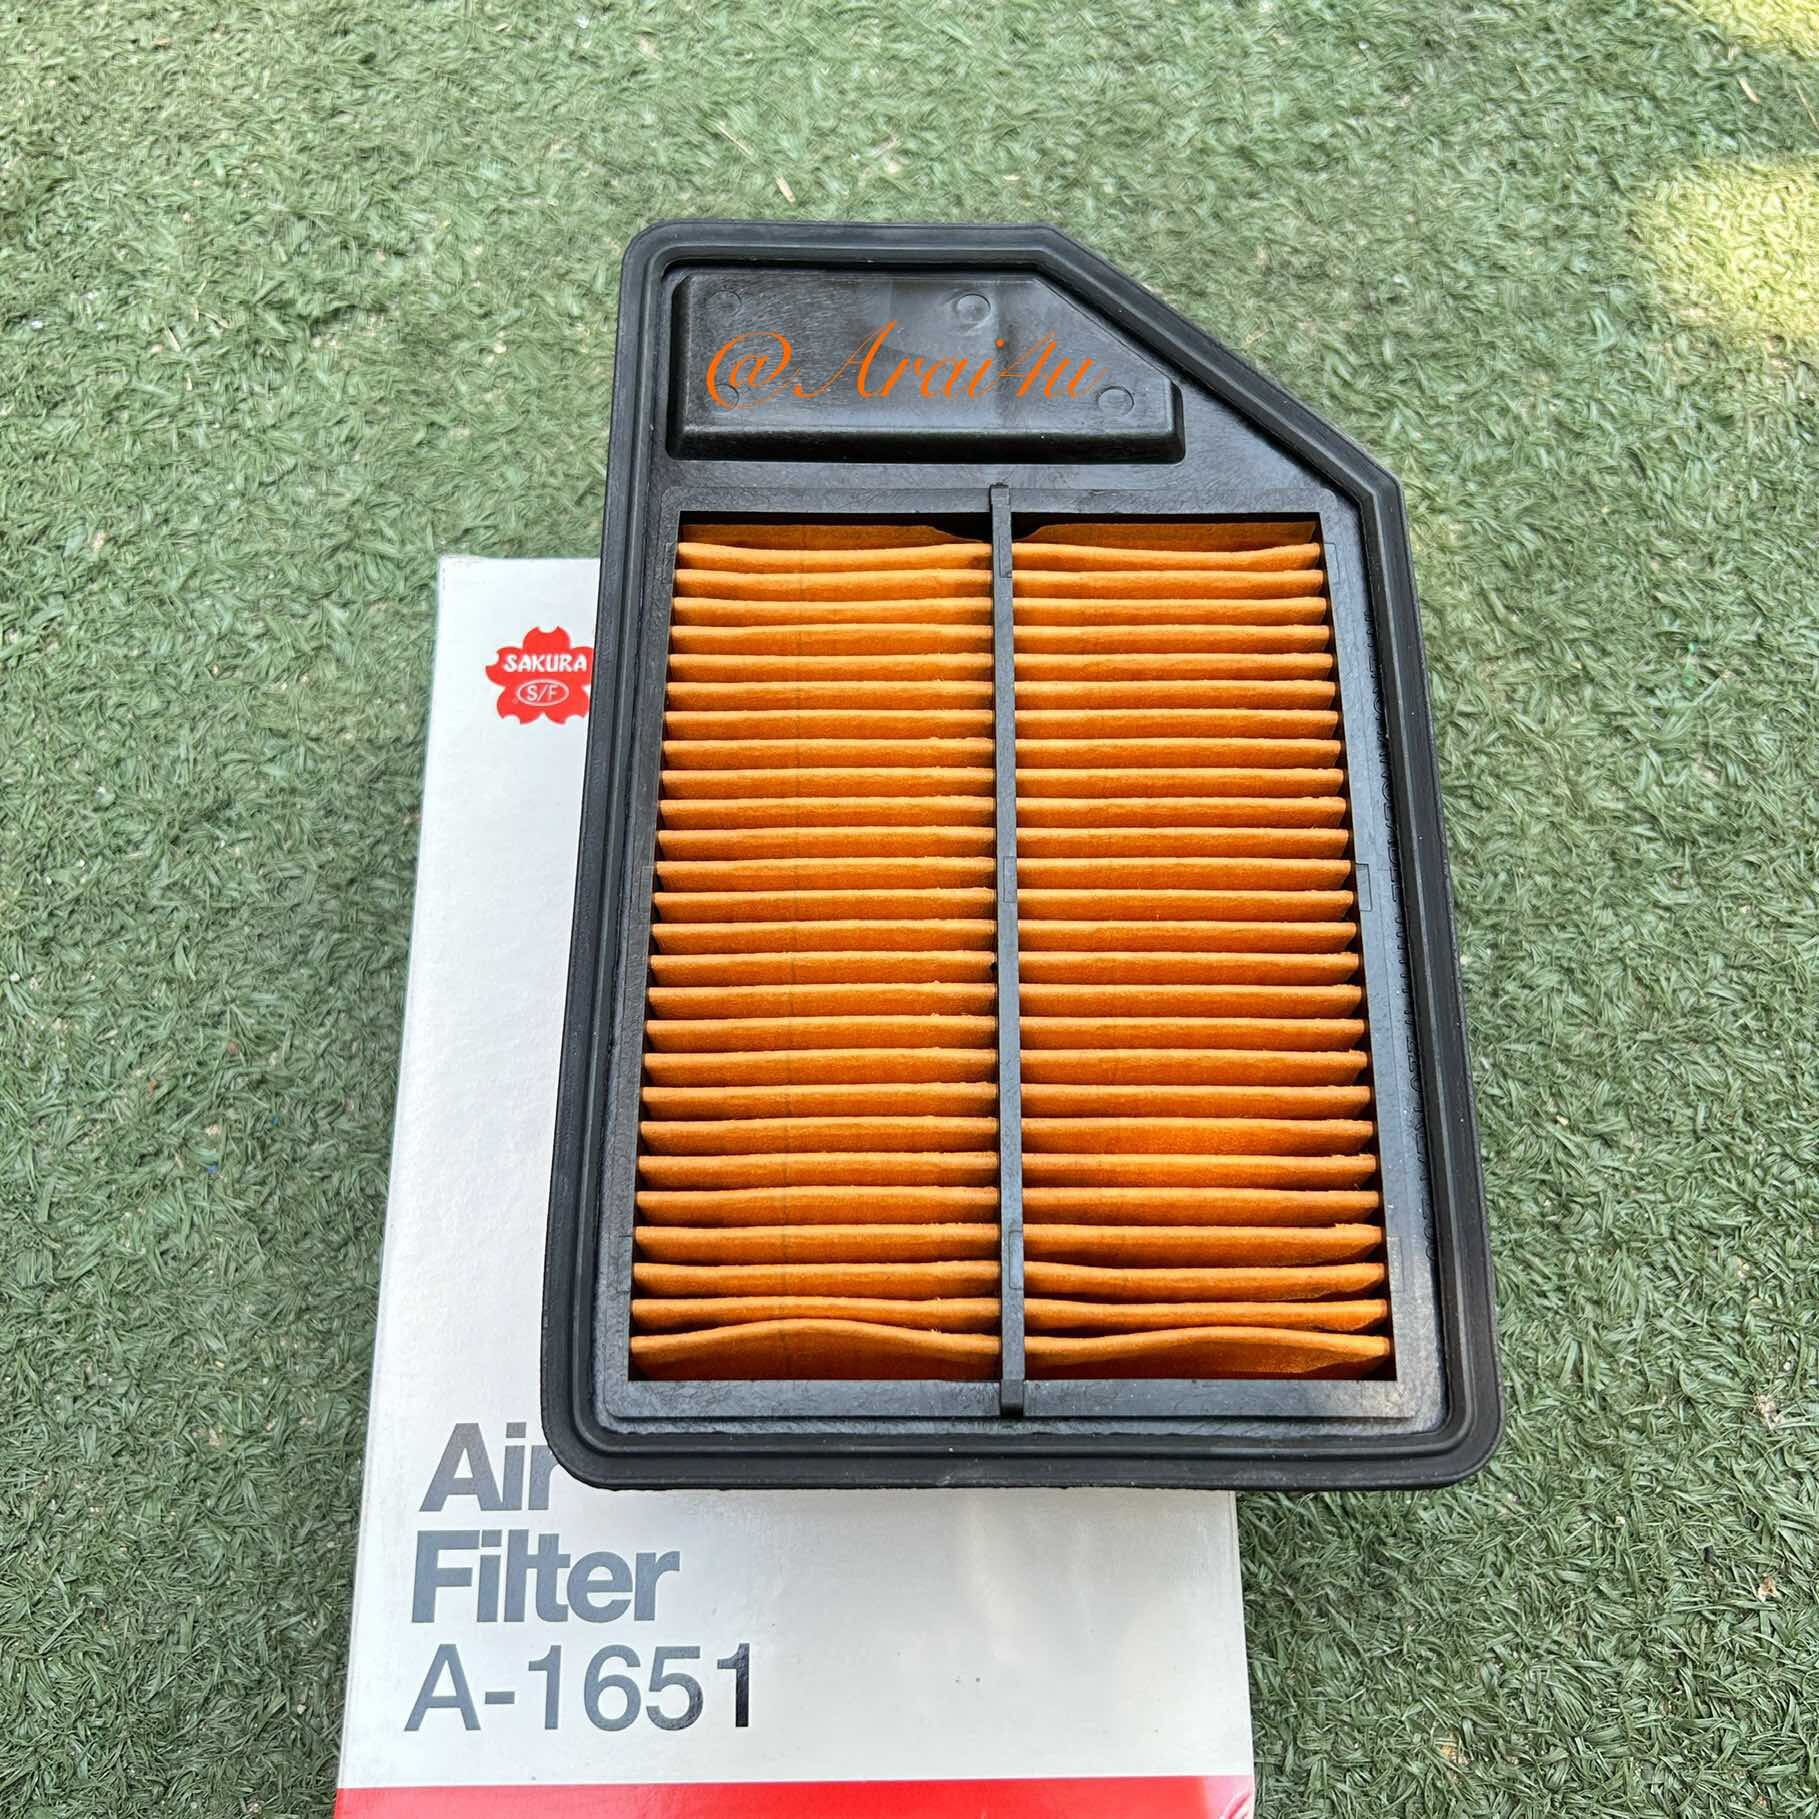 @Arai4u
SAKURA
S/F
Air
Filter
A-1651